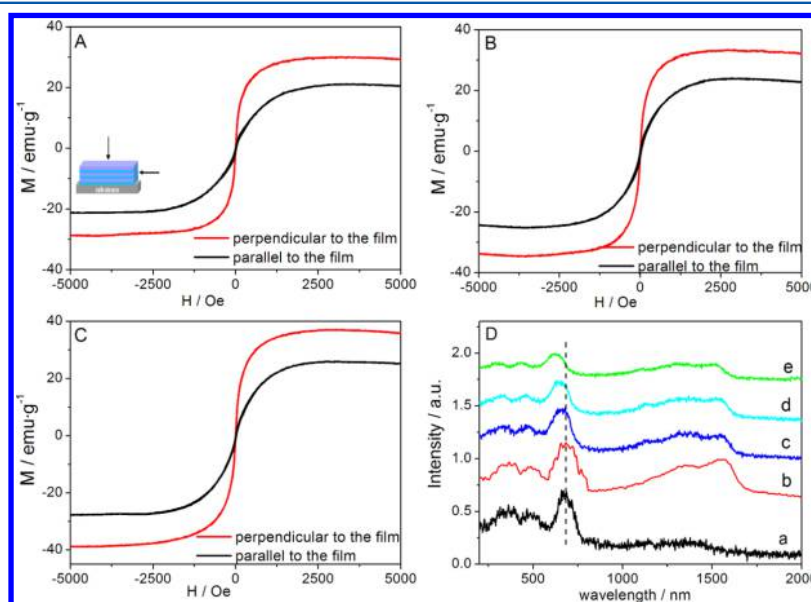 A
M / emu·g⁻¹
40
20
0
-20
-40
-5000 -2500 0 2500 5000
H / Oe
perpendicular to the film
parallel to the film
B
M / emu·g⁻¹
40
20
0
-20
-40
-5000 -2500 0 2500 5000
H / Oe
perpendicular to the film
parallel to the film
C
M / emu·g⁻¹
40
20
0
-20
-40
-5000 -2500 0 2500 5000
H / Oe
perpendicular to the film
parallel to the film
D
Intensity / a.u.
2.0
1.5
1.0
0.5
0.0
e
d
c
b
a
500 1000 1500 2000
wavelength / nm